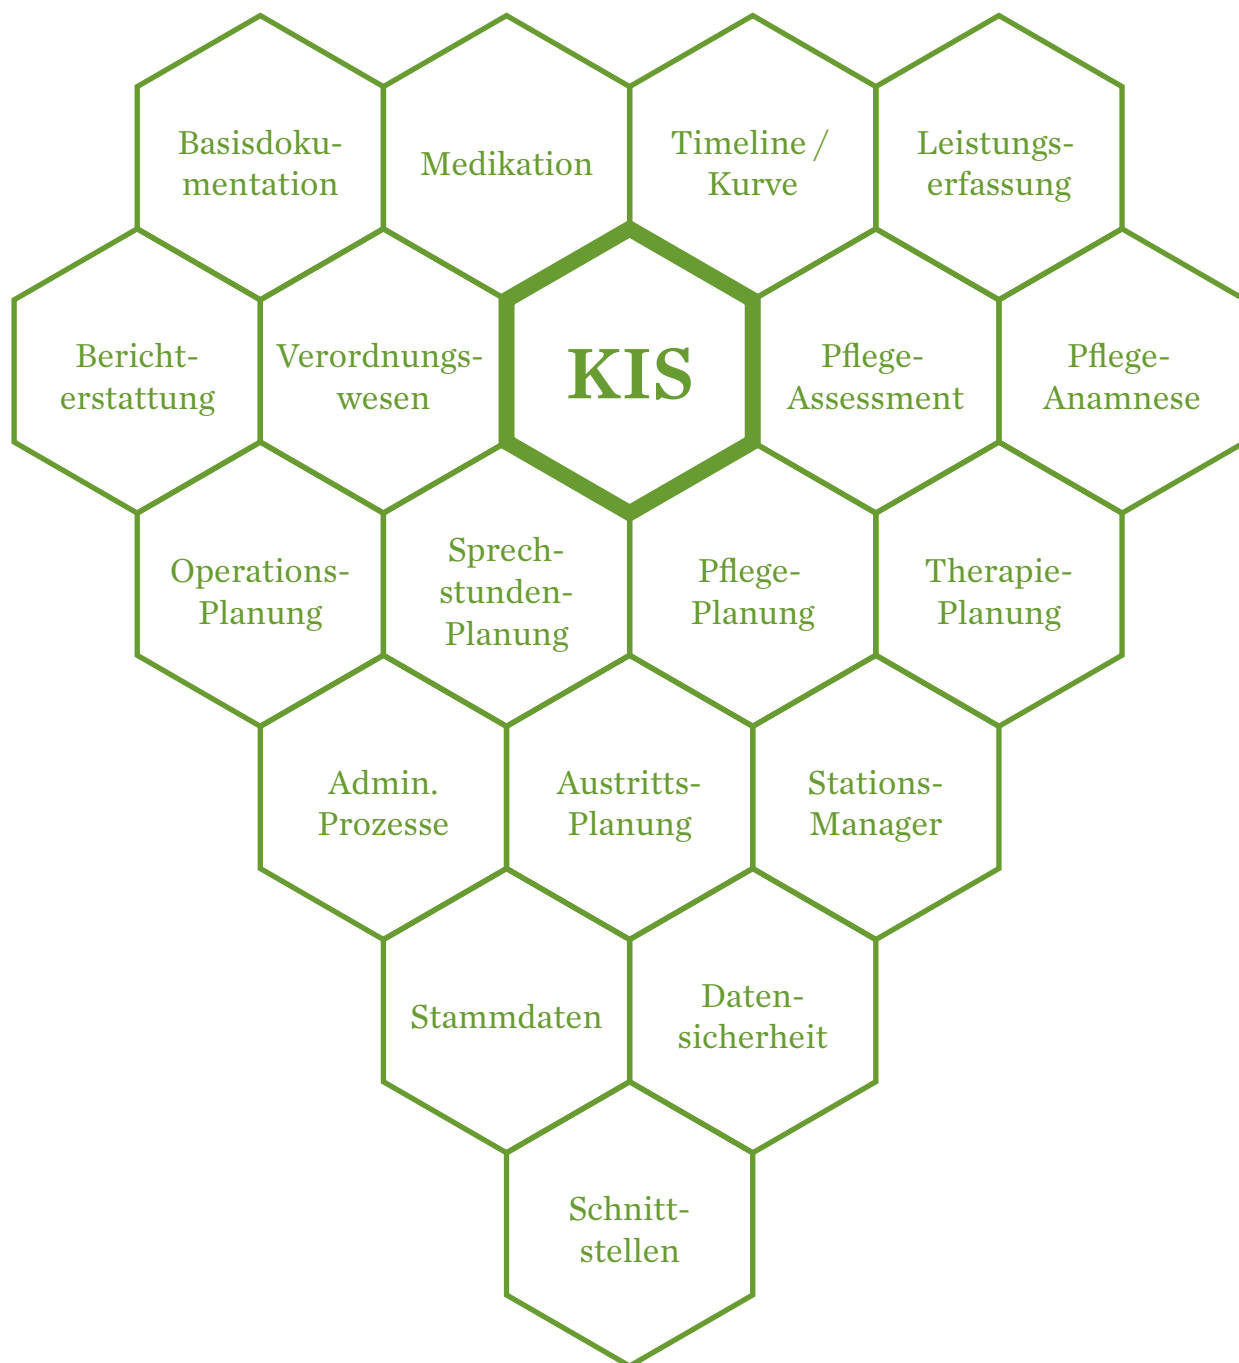 Basisdoku-
mentation
Medikation
Timeline /
Kurve
Leistungs-
erfassung
Bericht-
erstattung
Verordnungs-
wesen
KIS
Pflege-
Assessment
Pflege-
Anamnese
Operations-
Planung
Sprech-
stunden-
Planung
Pflege-
Planung
Therapie-
Planung
Admin.
Prozesse
Austritts-
Planung
Stations-
Manager
Stammdaten
Daten-
sicherheit
Schnitt-
stellen